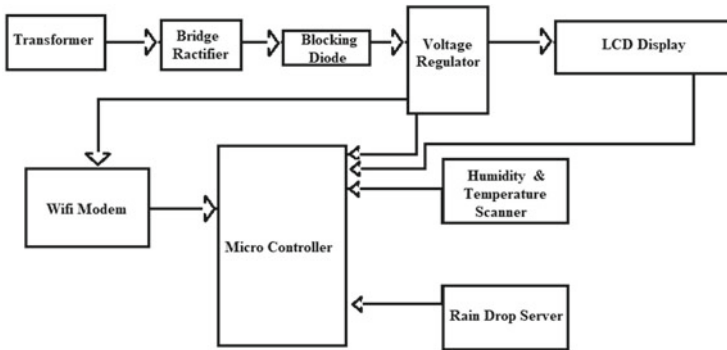 Transformer
Bridge
Ractifier
Blocking
Diode
Voltage
Regulator
LCD Display
Wifi Modem
Micro Controller
Humidity &
Temperature
Scanner
Rain Drop Server